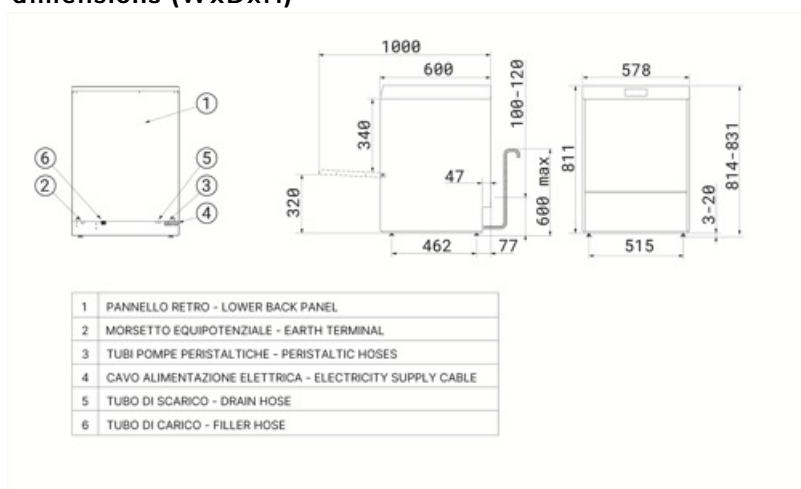 dimensions (WxDxH)
1000
600
578
1
100-120
340
811
814-831
6
5
2
3
4
47
320
600 max
3-20
462
77
515
1 PANNELLO RETRO - LOWER BACK PANEL
2 MORSETTO EQUIPOTENZIALE - EARTH TERMINAL
3 TUBI POMPE PERISTALTICHE - PERISTALTIC HOSES
4 CAVO ALIMENTAZIONE ELETTRICA - ELECTRICITY SUPPLY CABLE
5 TUBO DI SCARICO - DRAIN HOSE
6 TUBO DI CARICO - FILLER HOSE